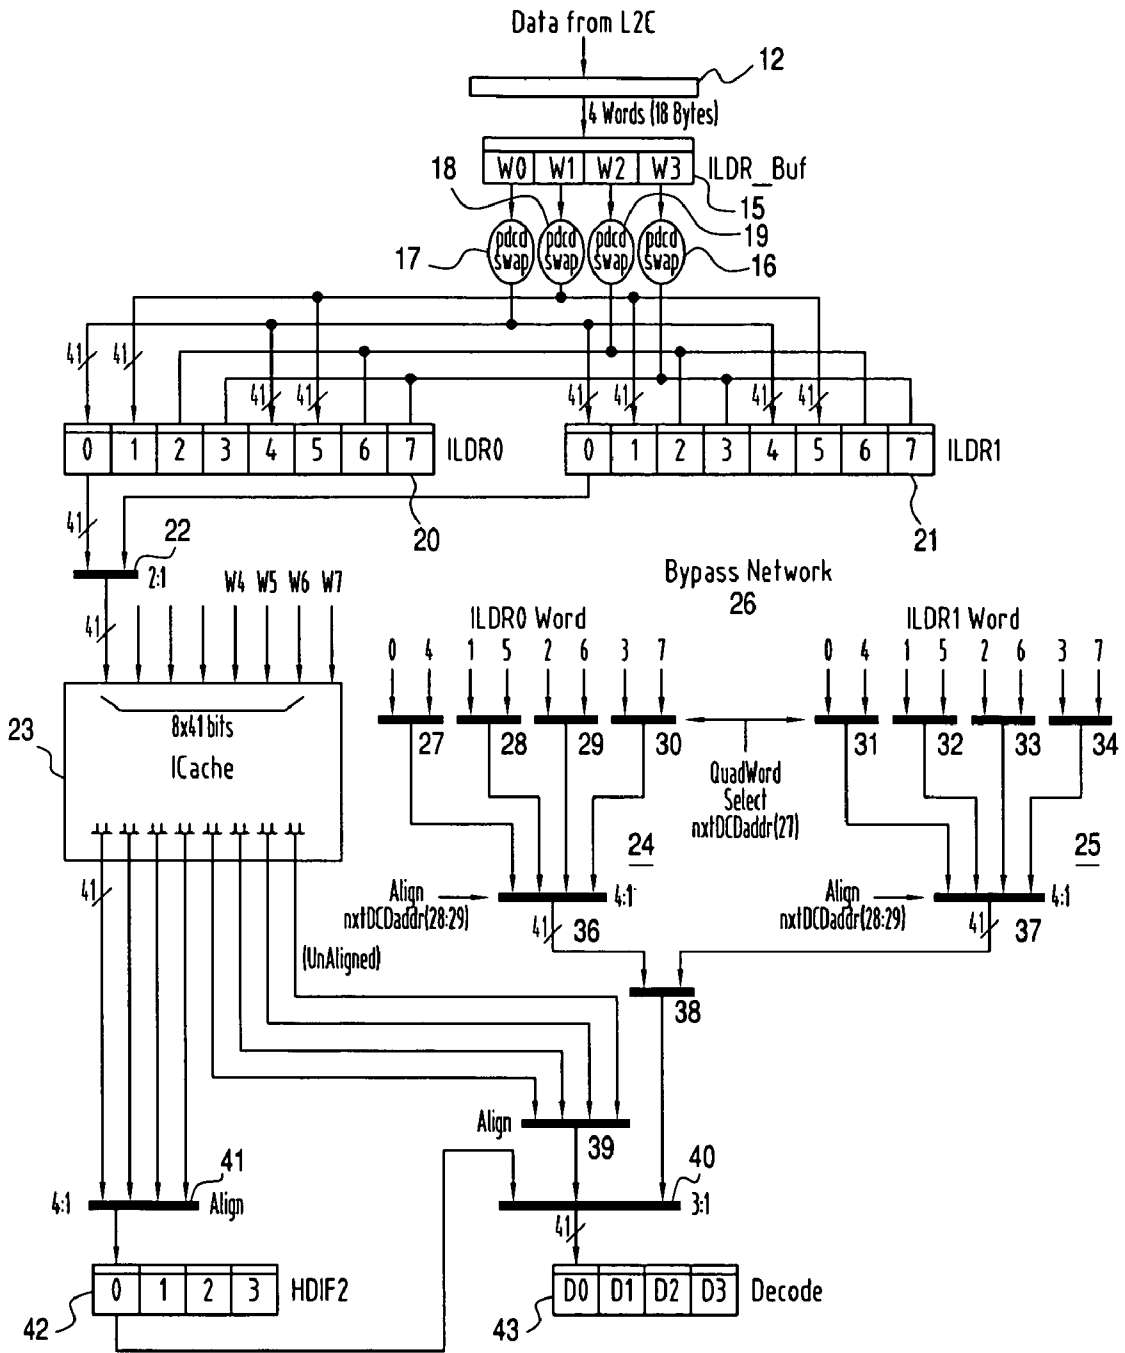 Data from L2C
12
4 Words (18 Bytes)
W0 W1 W2 W3 ILDR_Buf
18
15
19
17 pdcd swap pdcd swap pdcd swap pdcd swap 16
41 41
41 41 41 41 41 41
0 1 2 3 4 5 6 7 ILDR0
0 1 2 3 4 5 6 7 ILDR1
41 20 21
22
2:1
Bypass Network
26
W4 W5 W6 W7
41
ILDR0 Word
ILDR1 Word
0 4 1 5 2 6 3 7
0 4 1 5 2 6 3 7
23
8x41 bits
ICache
27 28 29 30
31 32 33 34
QuadWord
Select
nxtDCDaddr(27)
24 25
41
Align
nxtDCDaddr(28:29)
4:1
41 36
Align
nxtDCDaddr(28:29)
4:1
41 37
(UnAligned)
38
Align
39
41
40
4:1 Align
3:1
41
0 1 2 3 HDIF2
42
D0 D1 D2 D3 Decode
43